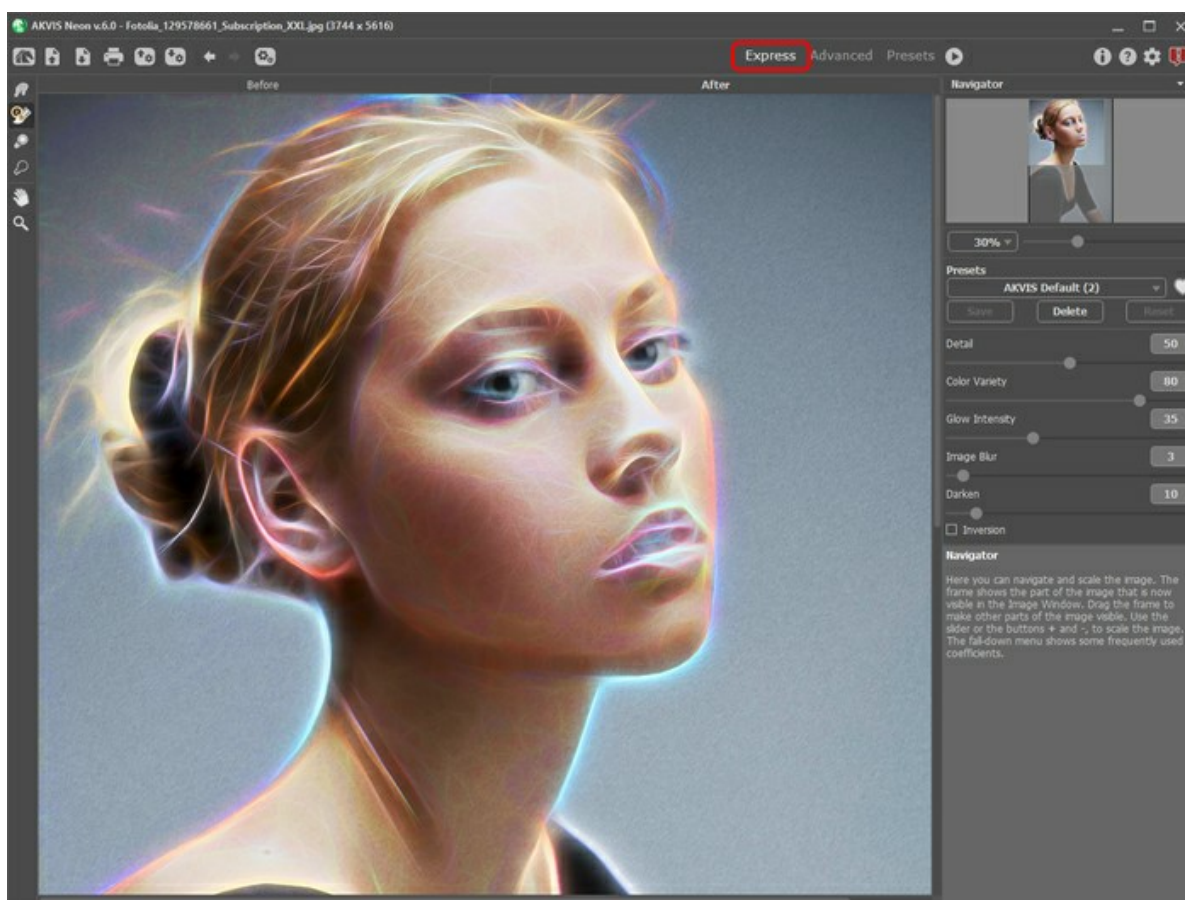 AKVIS Neon v.6.0 - Fotolia_129578661_Subscription_XXL.jpg (3744 x 5616)
Express Advanced Presets
Before
After
Navigator
30%
Presets
AKVIS Default (2)
Save Delete Reset
Detail 50
Color Variety 80
Glow Intensity 35
Image Blur 3
Darken 10
Inversion
Navigator
Here you can navigate and scale the image. The
frame shows the part of the image that is now
visible in the Image Window. Drag the frame to
make other parts of the image visible. Use the
slider or the buttons + and -, to scale the image.
The fall-down menu shows some frequently used
coefficients.